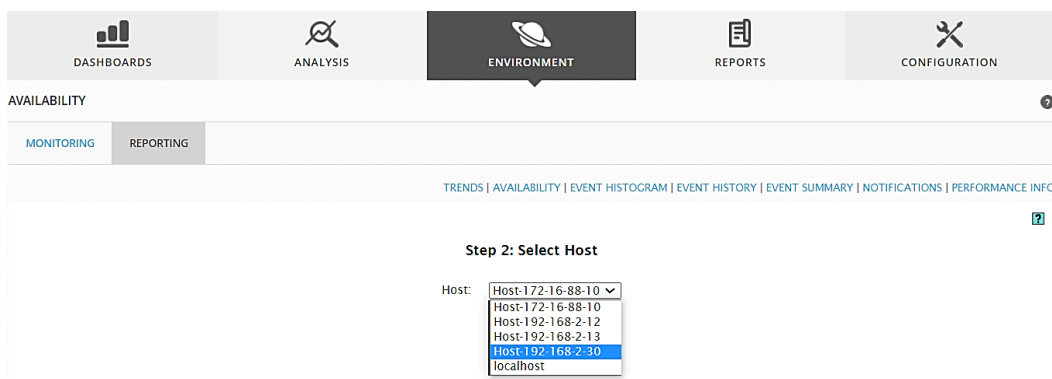 DASHBOARDS ANALYSIS ENVIRONMENT REPORTS CONFIGURATION
AVAILABILITY ?
MONITORING REPORTING
TRENDS | AVAILABILITY | EVENT HISTOGRAM | EVENT HISTORY | EVENT SUMMARY | NOTIFICATIONS | PERFORMANCE INFO
?
Step 2: Select Host
Host: Host-172-16-88-10
Host-172-16-88-10
Host-192-168-2-12
Host-192-168-2-13
Host-192-168-2-30
localhost